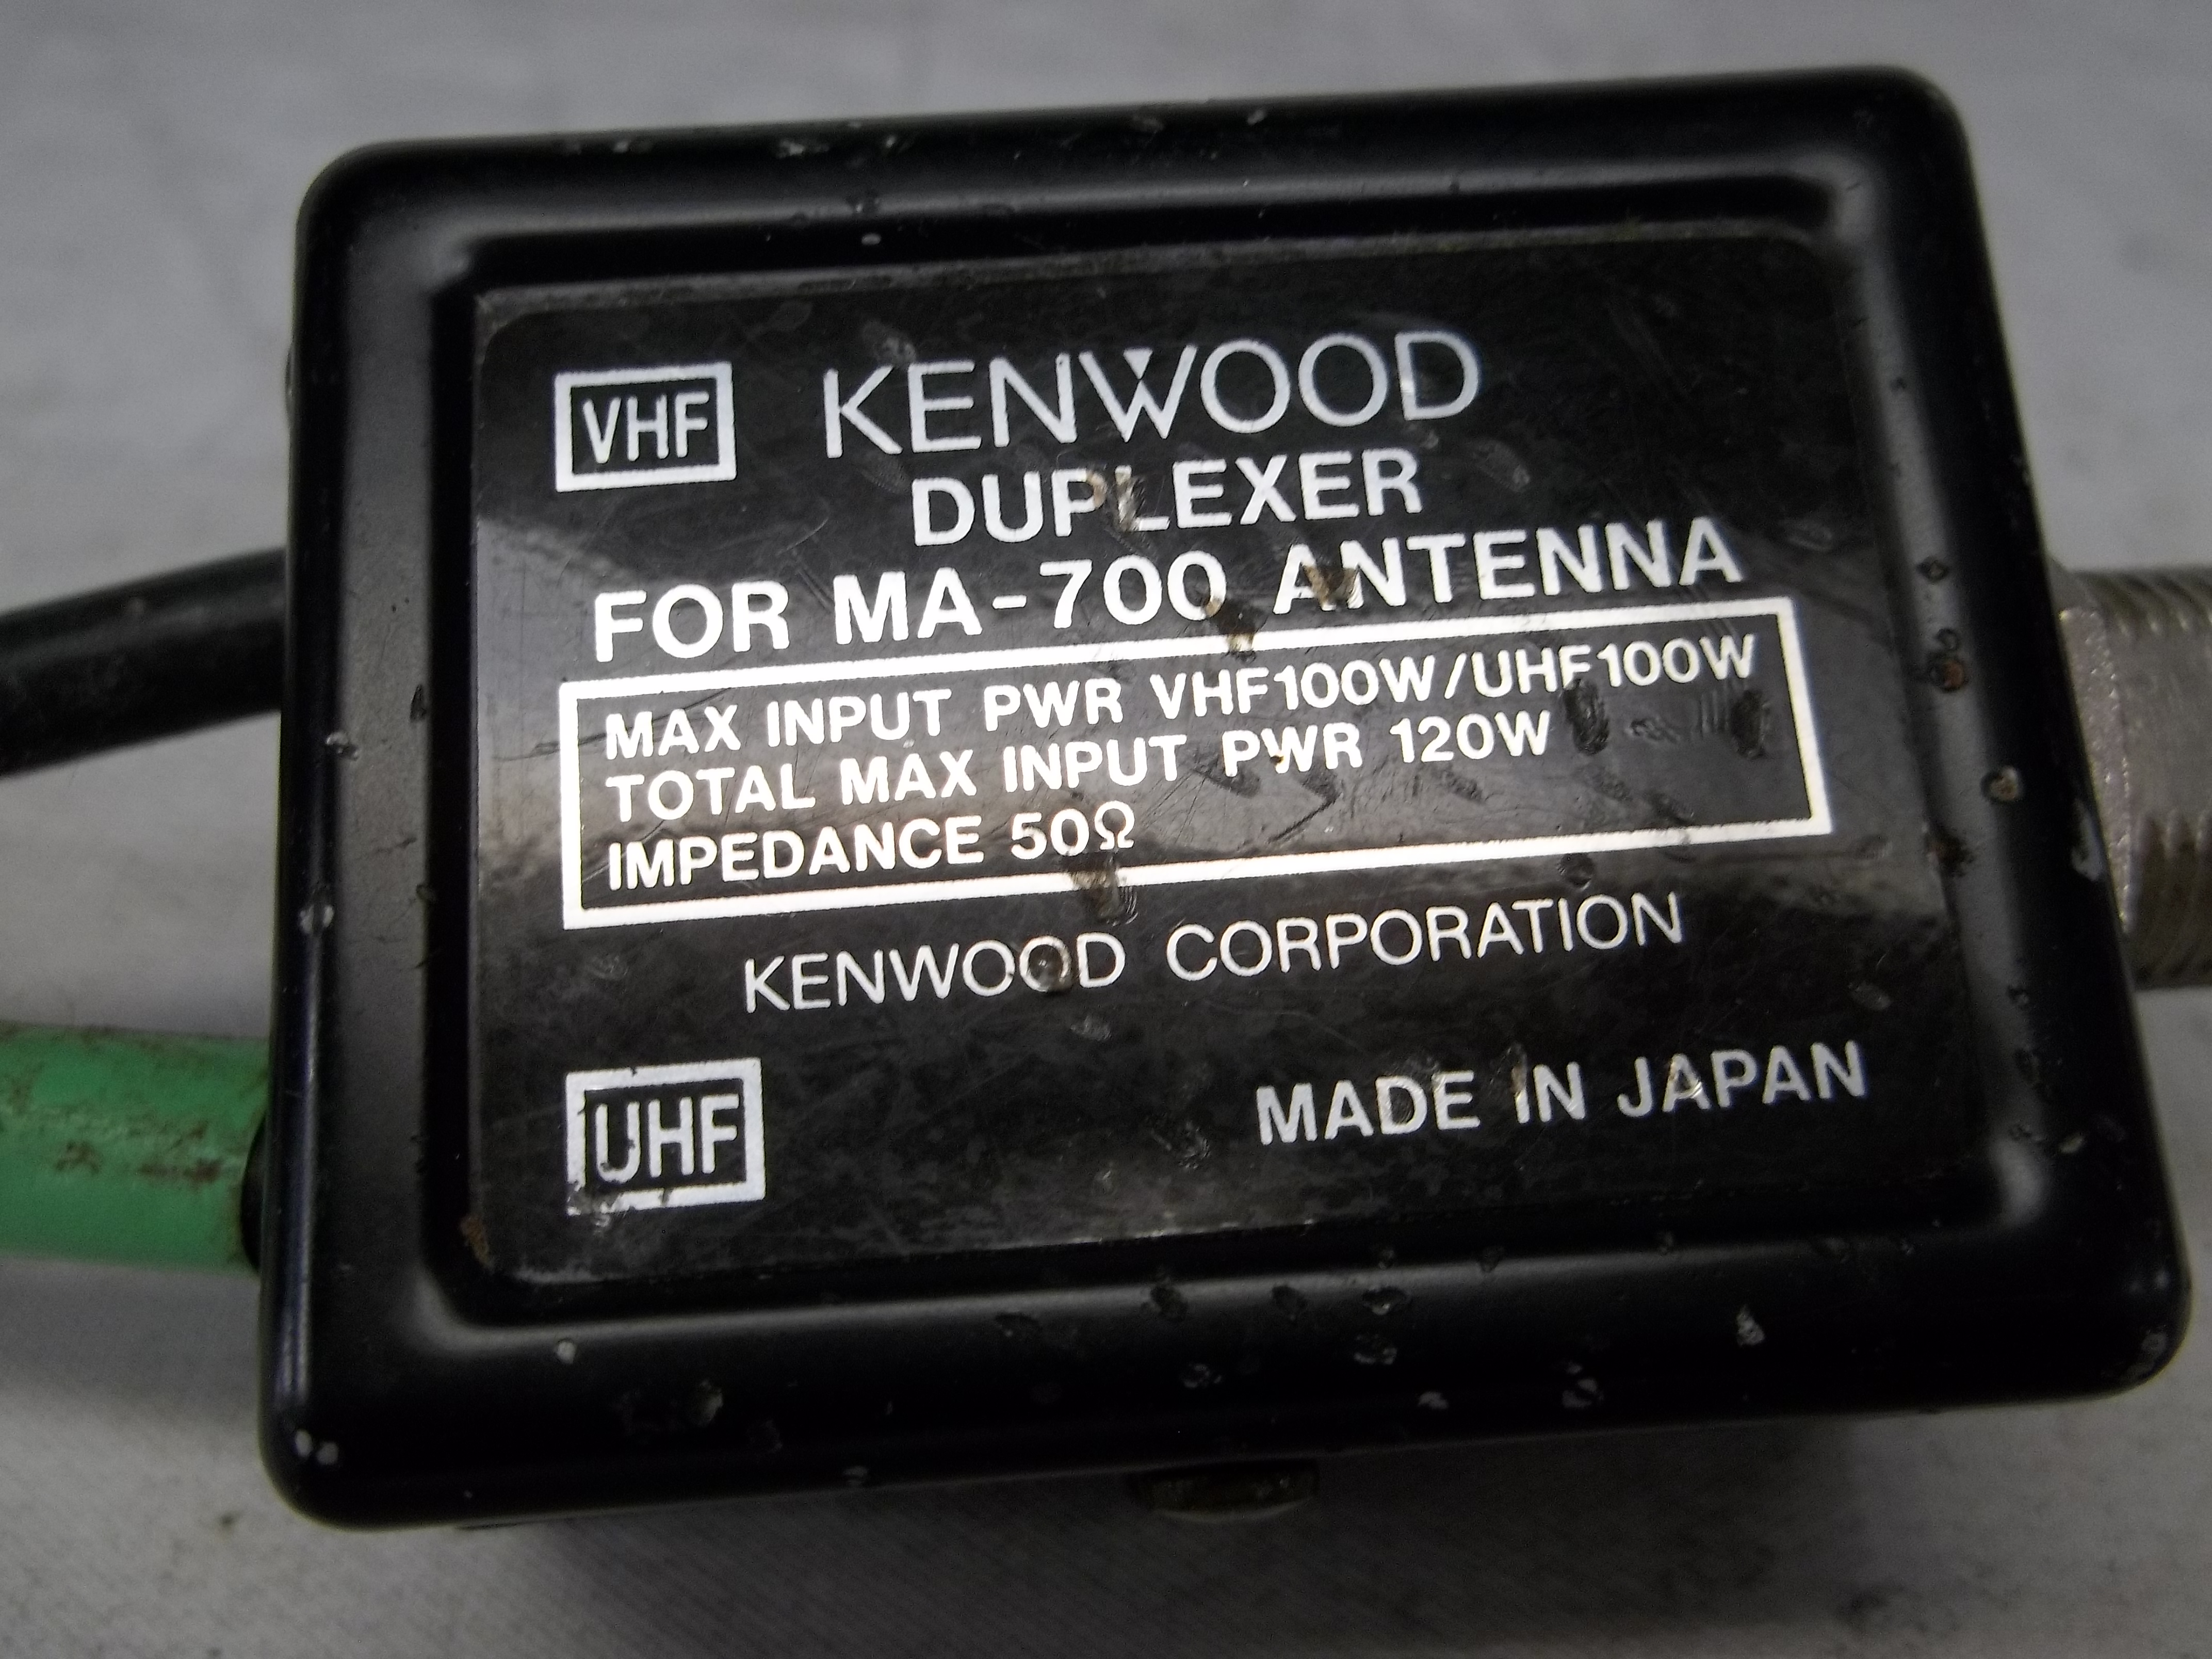 VHF KENWOOD
DUPLEXER
FOR MA-700 ANTENNA
MAX INPUT PWR VHF100W/UHF100W
TOTAL MAX INPUT PWR 120W
IMPEDANCE 50Ω
KENWOOD CORPORATION
UHF MADE IN JAPAN